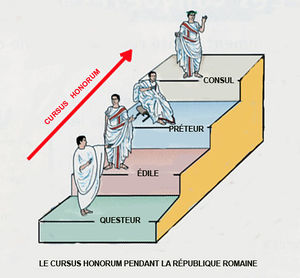 CURSUS HONORUM
CONSUL
PRÉTEUR
ÉDILE
QUESTEUR
LE CURSUS HONORUM PENDANT LA RÉPUBLIQUE ROMAINE